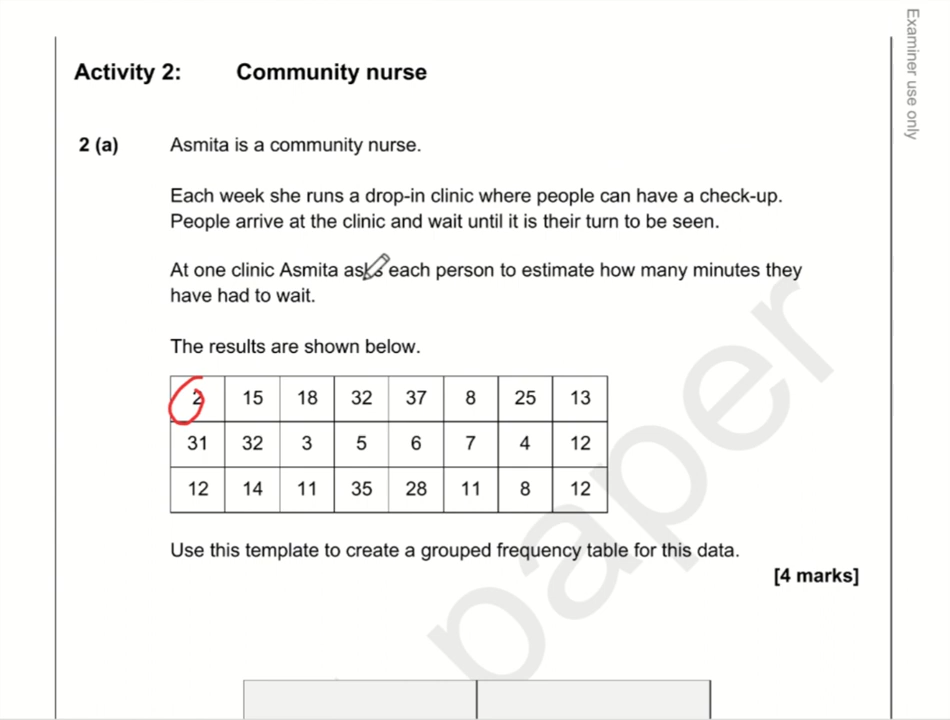 Examiner use only
Activity 2: Community nurse
2 (a) Asmita is a community nurse.
Each week she runs a drop-in clinic where people can have a check-up.
People arrive at the clinic and wait until it is their turn to be seen.
At one clinic Asmita asks each person to estimate how many minutes they
have had to wait.
The results are shown below.
2 15 18 32 37 8 25 13
31 32 3 5 6 7 4 12
12 14 11 35 28 11 8 12
Use this template to create a grouped frequency table for this data.
[4 marks]
paper